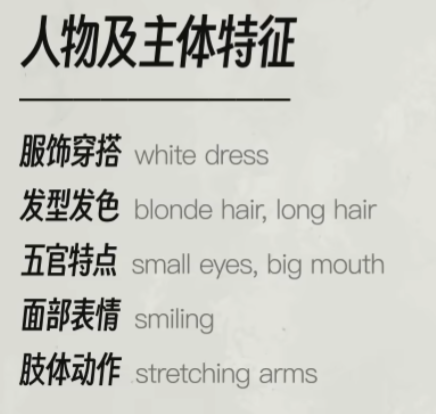 人物及主体特征
服饰穿搭 white dress
发型发色 blonde hair, long hair
五官特点 small eyes, big mouth
面部表情 smiling
肢体动作 stretching arms